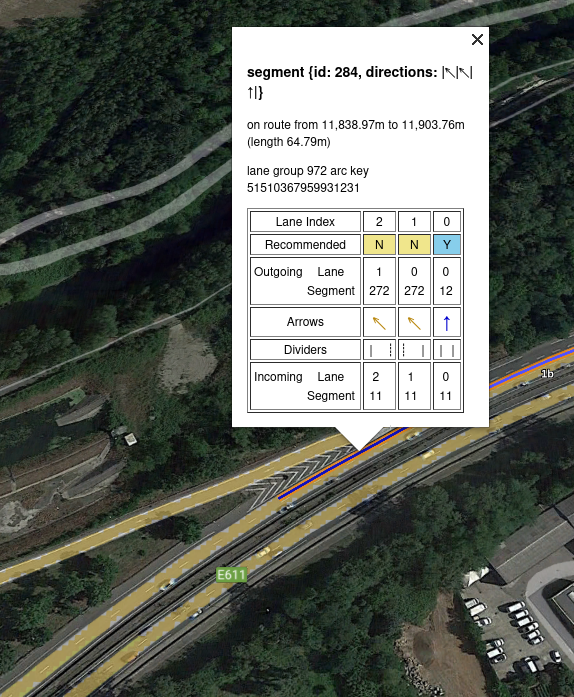 ×
segment {id: 284, directions: |↖|↖|
↑|}
on route from 11,838.97m to 11,903.76m
(length 64.79m)
lane group 972 arc key
51510367959931231
Lane Index 2 1 0
Recommended N N Y
Outgoing Lane 1 0 0
Segment 272 272 12
Arrows ↖ ↖ ↑
Dividers | ┊ ┊ | | |
Incoming Lane 2 1 0
Segment 11 11 11
1b
E611